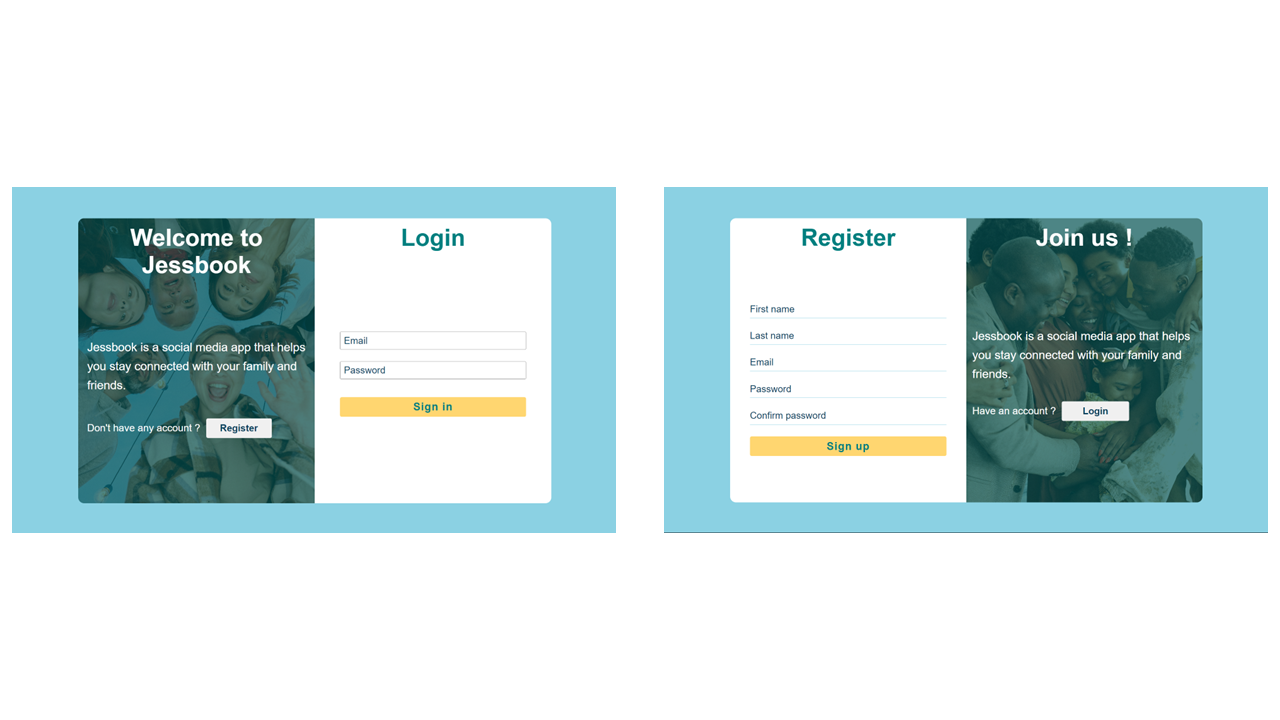 Welcome to
Jessbook
Jessbook is a social media app that helps
you stay connected with your family and
friends.
Don't have any account ? Register
Login
Email
Password
Sign in
Register
First name
Last name
Email
Password
Confirm password
Sign up
Join us !
Jessbook is a social media app that helps
you stay connected with your family and
friends.
Have an account ? Login